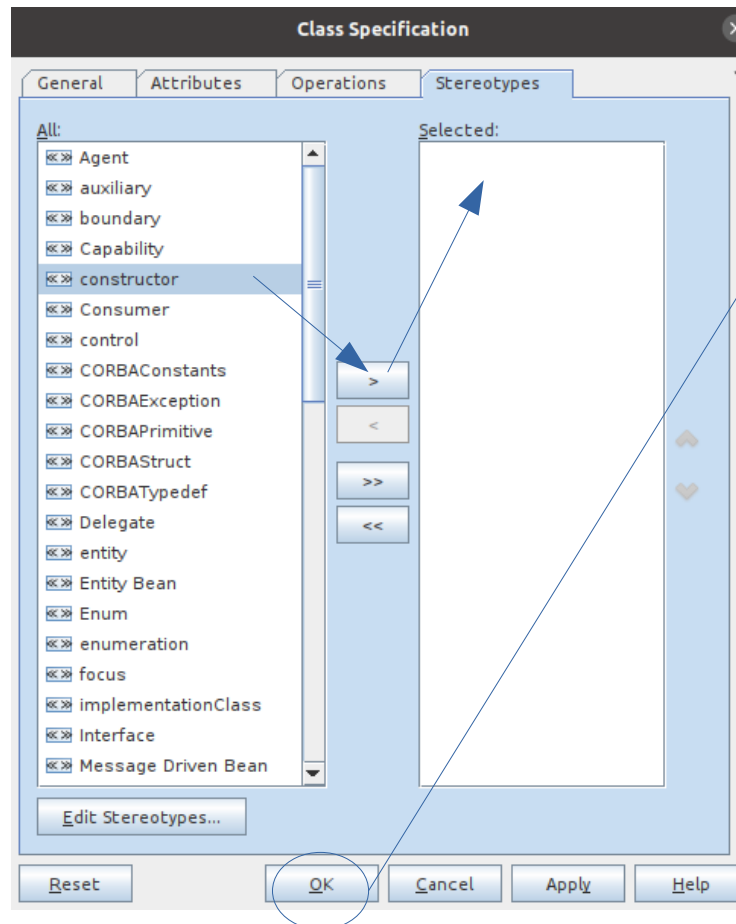 Class Specification
General Attributes Operations Stereotypes
All: Selected:
«» Agent
«» auxiliary
«» boundary
«» Capability
«» constructor
«» Consumer
«» control
«» CORBAConstants
«» CORBAException
«» CORBAPrimitive
«» CORBAStruct
«» CORBATypedef
«» Delegate
«» entity
«» Entity Bean
«» Enum
«» enumeration
«» focus
«» implementationClass
«» Interface
«» Message Driven Bean
>
<
>>
<<
Edit Stereotypes...
Reset OK Cancel Apply Help